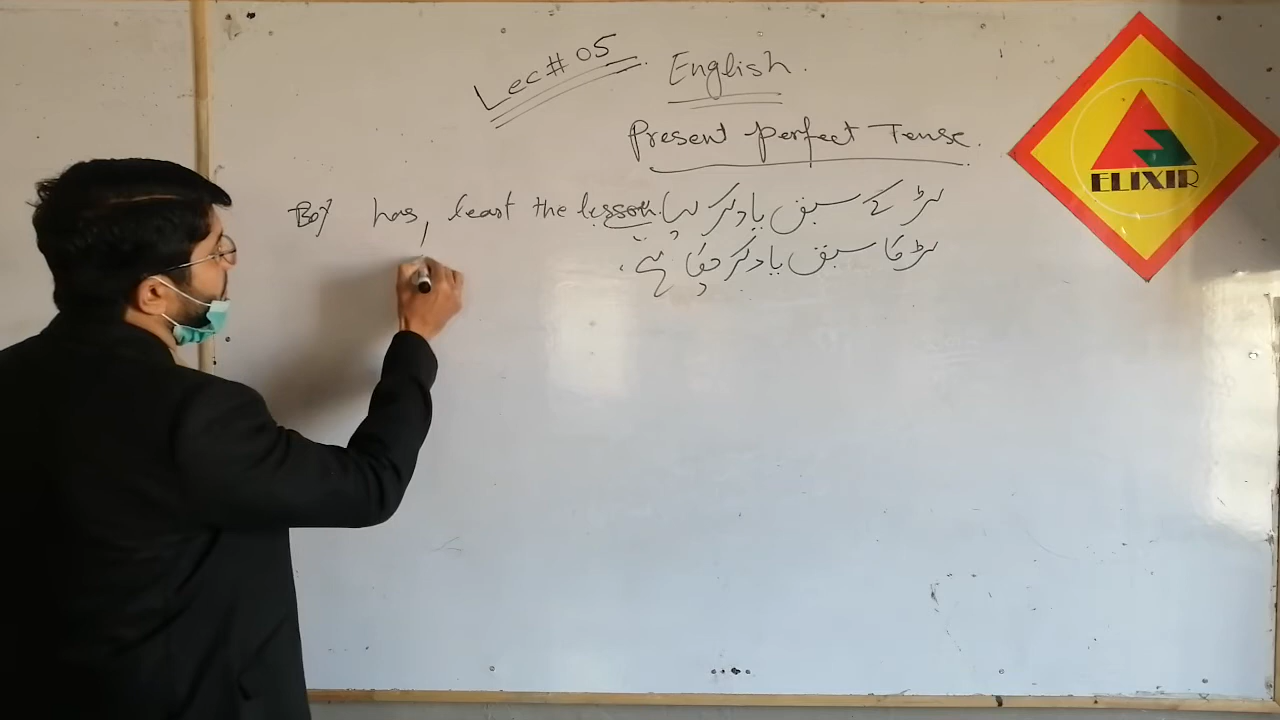 Lec # 05
English.
Present Perfect Tense.
Boy has, learnt the lesson. لڑکے سبق یاد کر لیا ہے
لڑکا سبق یاد کر چکا ہے۔
ELIXIR